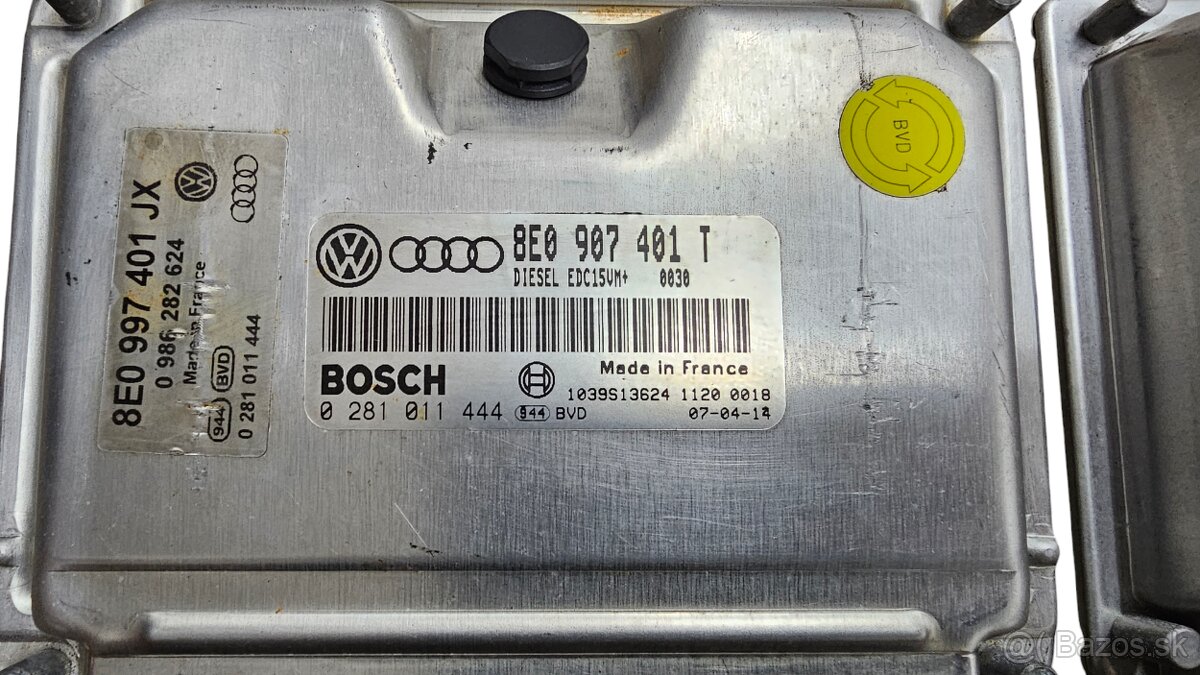 8E0 997 401 JX
0 986 282 624
Made in France
944 BVD
0 281 011 444
8E0 907 401 T
DIESEL EDC15VM+ 0030
BOSCH
Made in France
1039S13624 1120 0018
0 281 011 444 944 BVD 07-04-14
BVD
@Bazos.sk